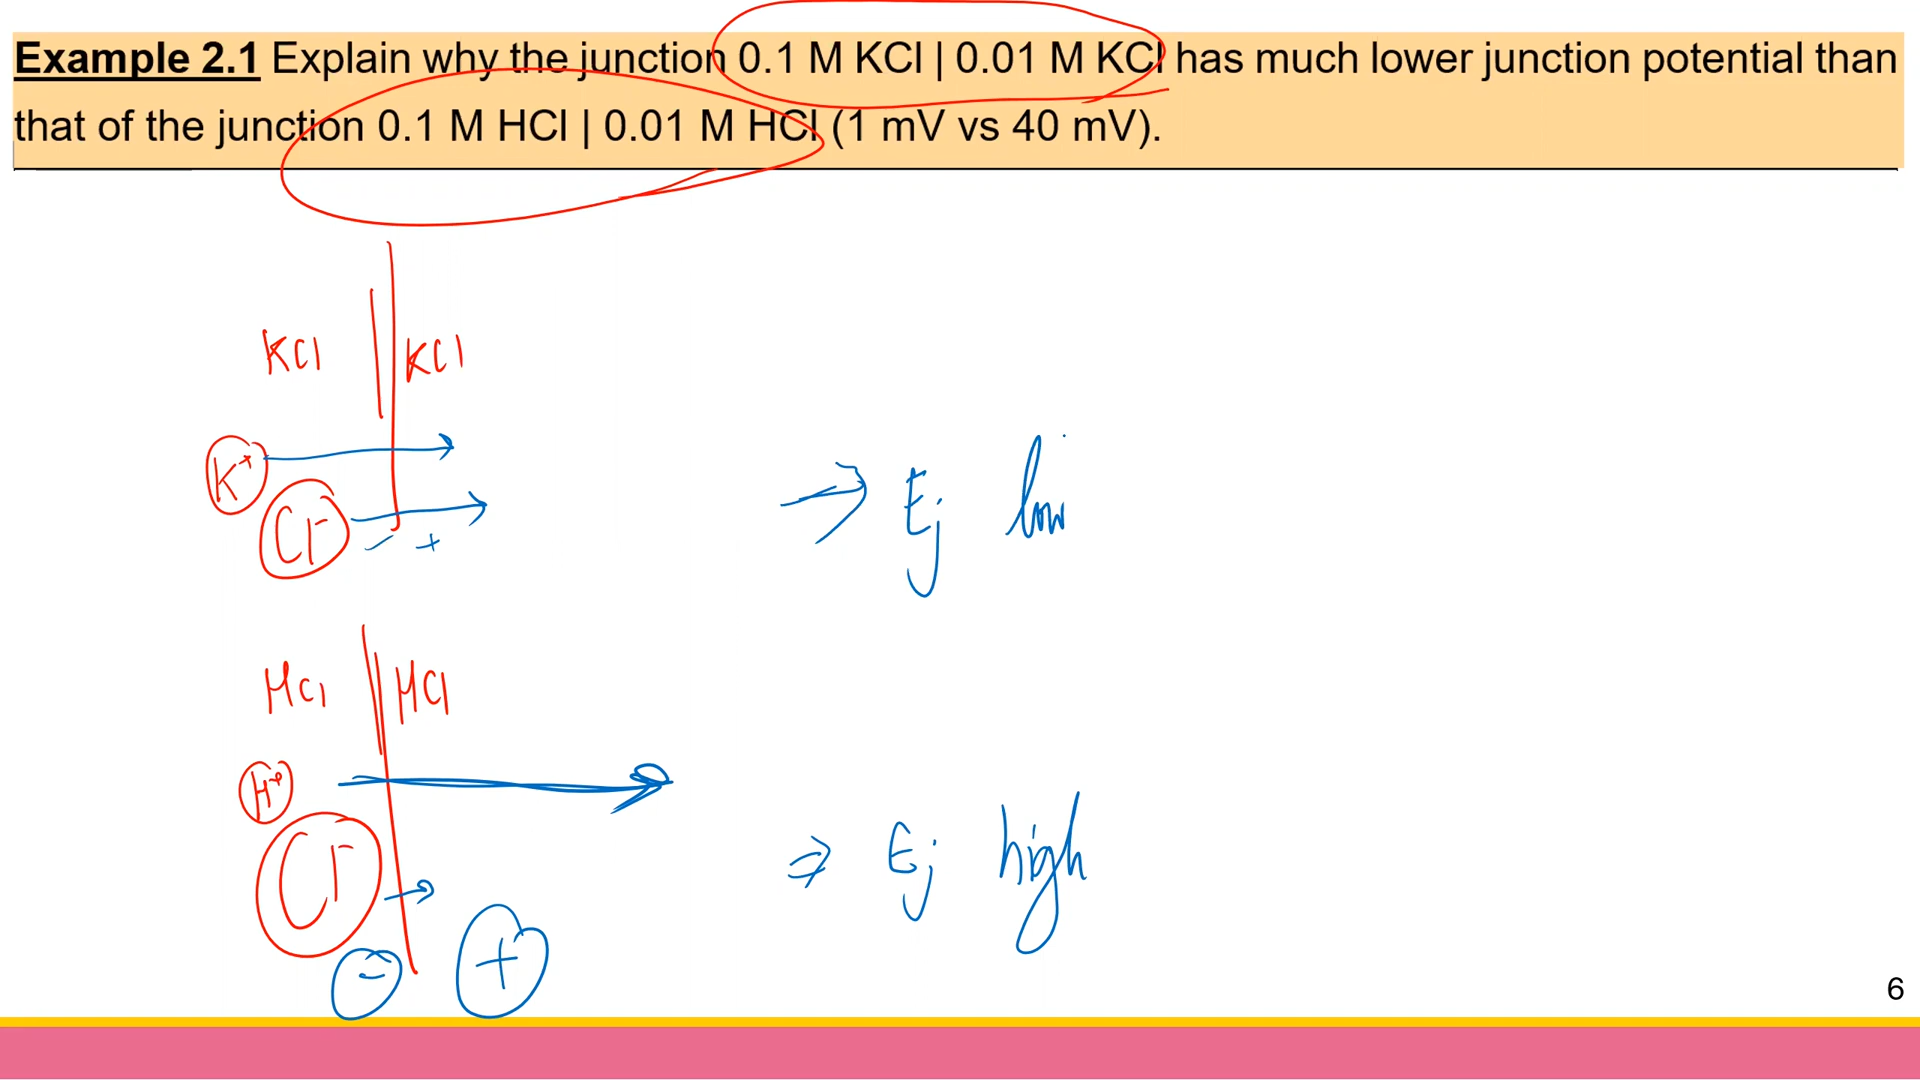 Example 2.1 Explain why the junction 0.1 M KCl | 0.01 M KCl has much lower junction potential than
that of the junction 0.1 M HCl | 0.01 M HCl (1 mV vs 40 mV).
KCl KCl
K+
Cl-
- +
→ Ej low
HCl HCl
H+
Cl-
⇒ Ej high
- +
6